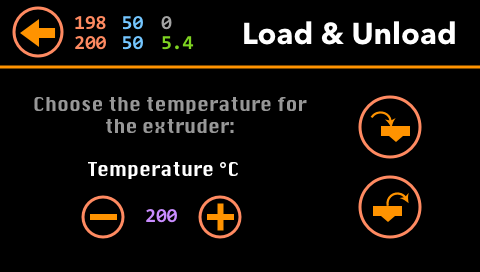 198 50 0
200 50 5.4
Load & Unload
Choose the temperature for
the extruder:
Temperature °C
200